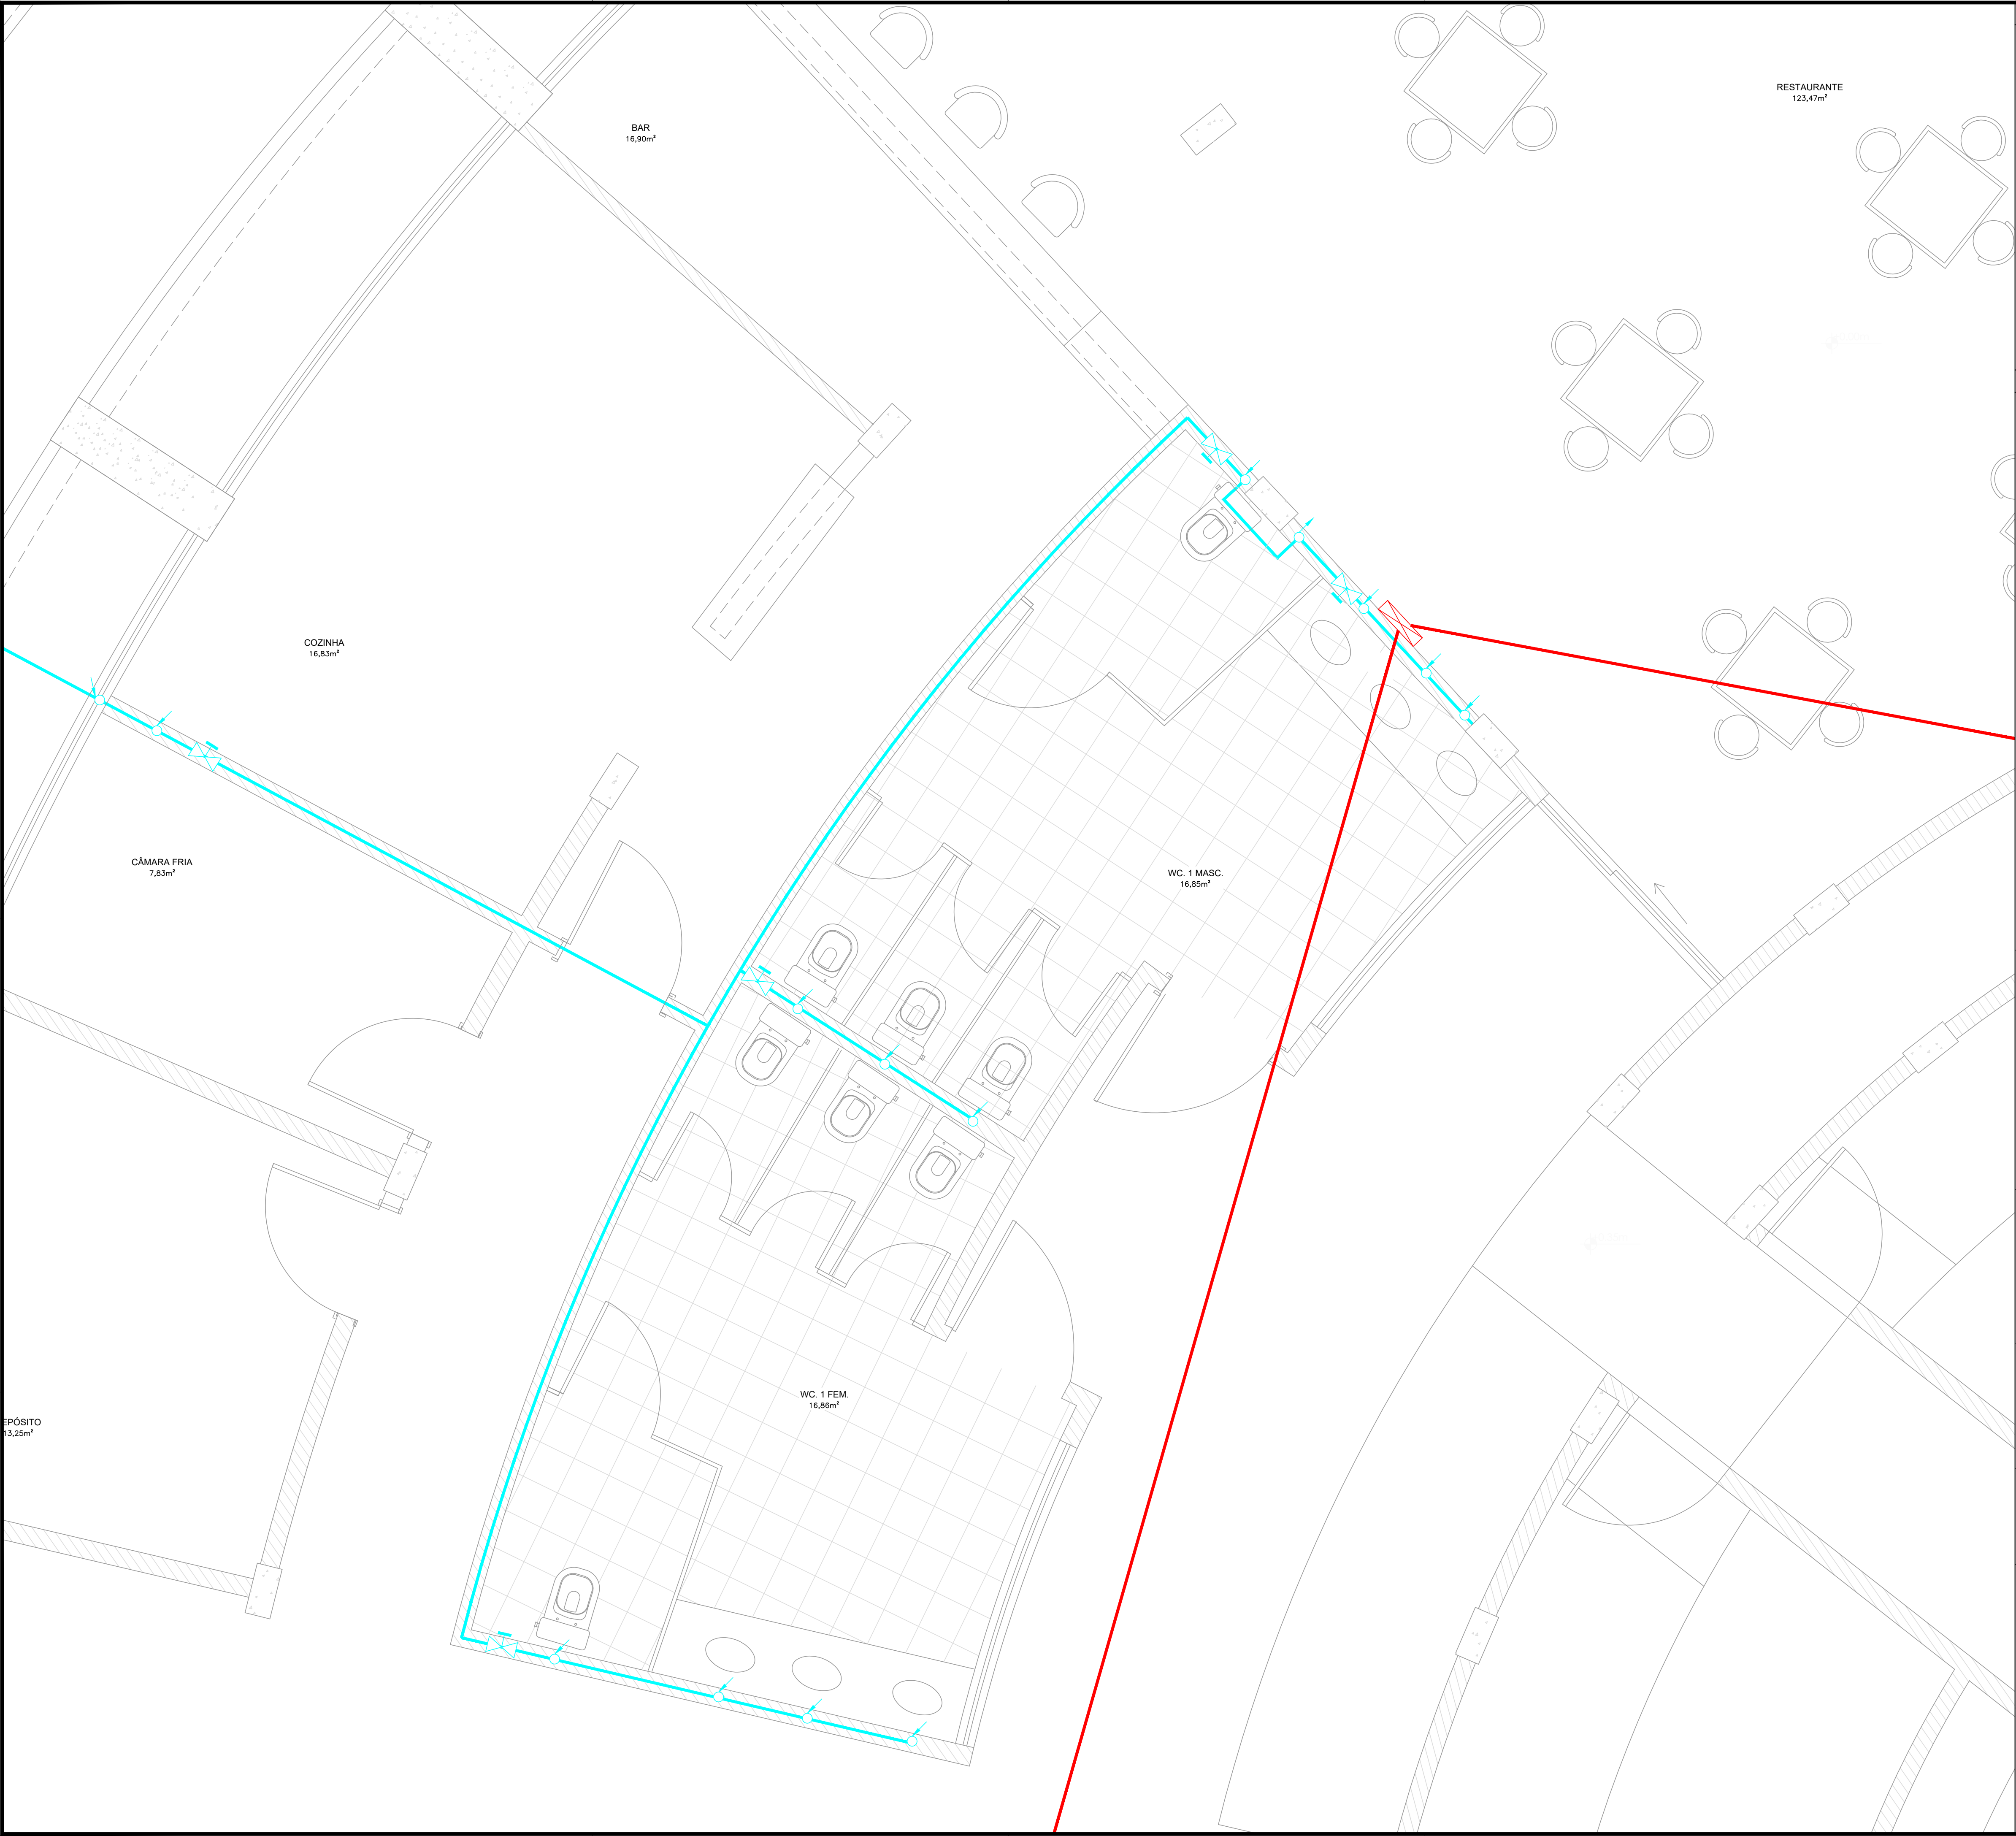 RESTAURANTE
123,47m²
BAR
16,90m²
COZINHA
16,83m²
CÂMARA FRIA
7,83m²
WC. 1 MASC.
16,85m²
WC. 1 FEM.
16,86m²
EPÓSITO
13,25m²